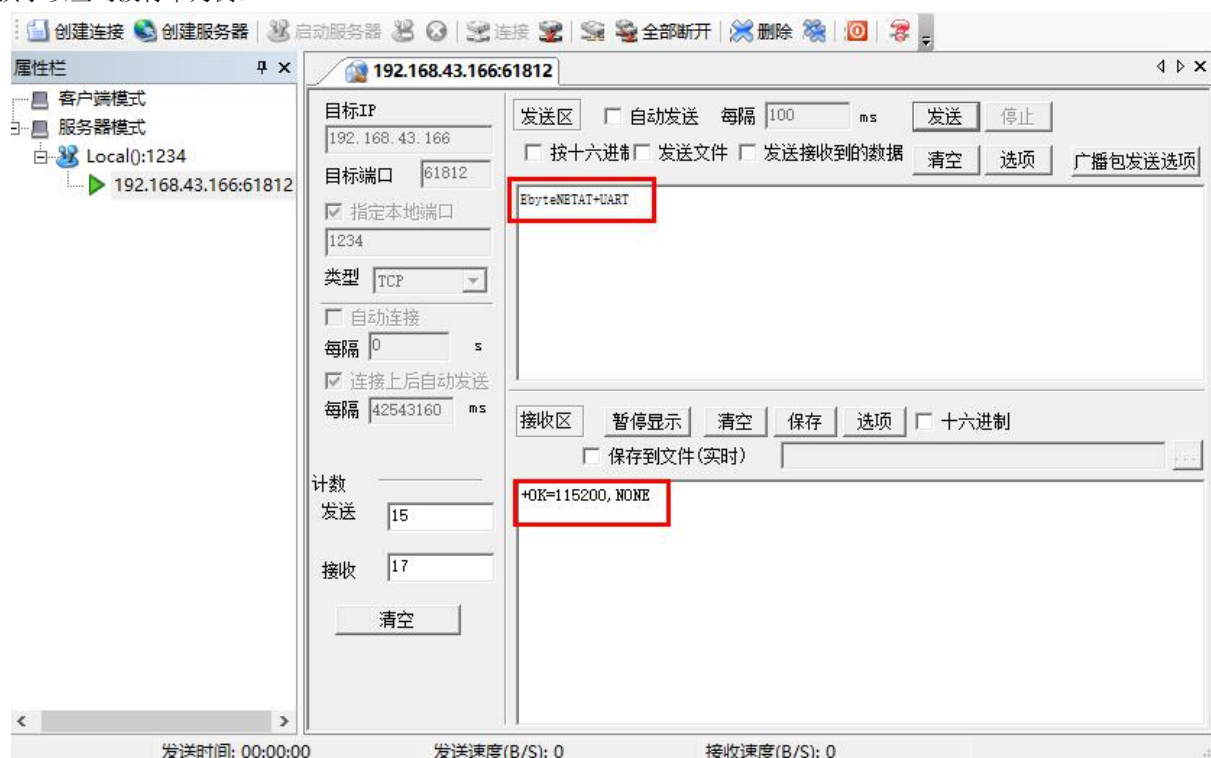 创建连接 创建服务器 启动服务器 连接 全部断开 删除
属性栏
192.168.43.166:61812
客户端模式
服务器模式
Local():1234
192.168.43.166:61812
目标IP
192.168.43.166
目标端口 61812
指定本地端口
1234
类型 TCP
自动连接
每隔 0 s
连接上后自动发送
每隔 42543160 ms
计数
发送 15
接收 17
清空
发送区 自动发送 每隔 100 ms 发送 停止
按十六进制 发送文件 发送接收到的数据 清空 选项 广播包发送选项
EbyteNETAT+UART
接收区 暂停显示 清空 保存 选项 十六进制
保存到文件(实时) ...
+OK=115200,NONE
发送时间: 00:00:00 发送速度(B/S): 0 接收速度(B/S): 0